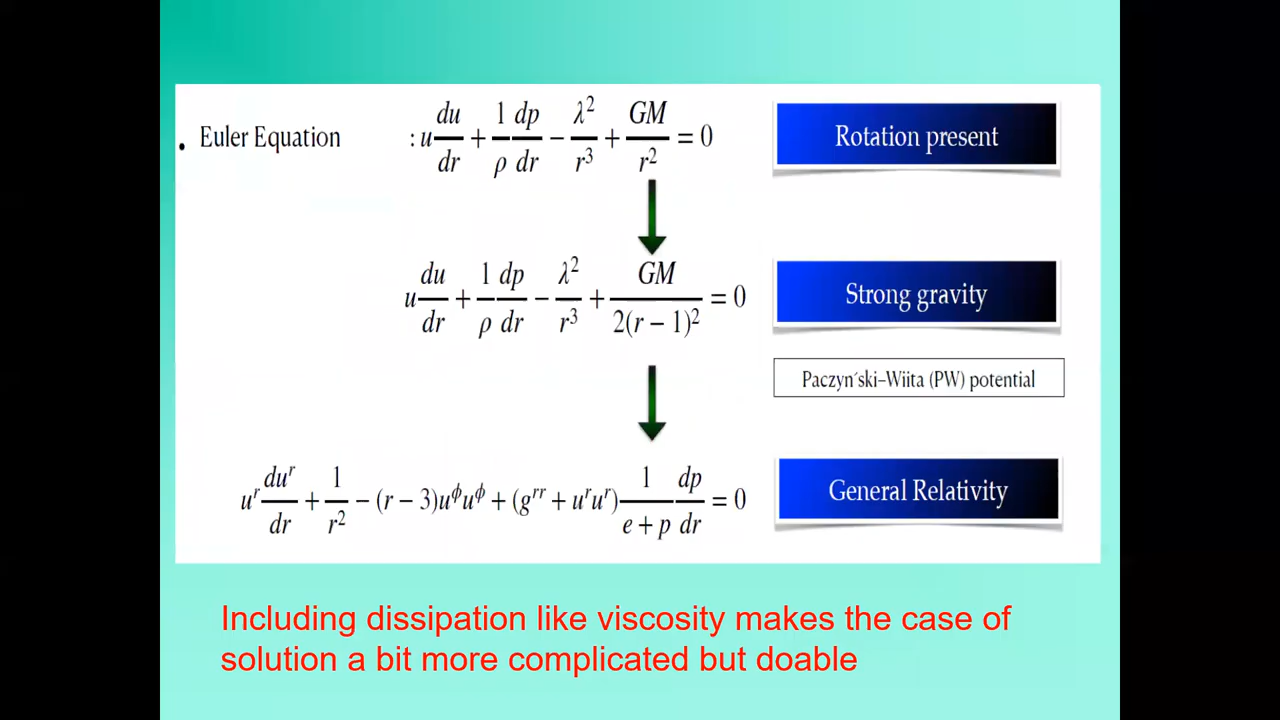 . Euler Equation : u du/dr + 1/ρ dp/dr − λ²/r³ + GM/r² = 0
Rotation present
u du/dr + 1/ρ dp/dr − λ²/r³ + GM/2(r − 1)² = 0
Strong gravity
Paczyn´ski–Wiita (PW) potential
uʳ duʳ/dr + 1/r² − (r − 3)u^ϕu^ϕ + (gʳʳ + uʳuʳ) 1/e + p dp/dr = 0
General Relativity
Including dissipation like viscosity makes the case of
solution a bit more complicated but doable